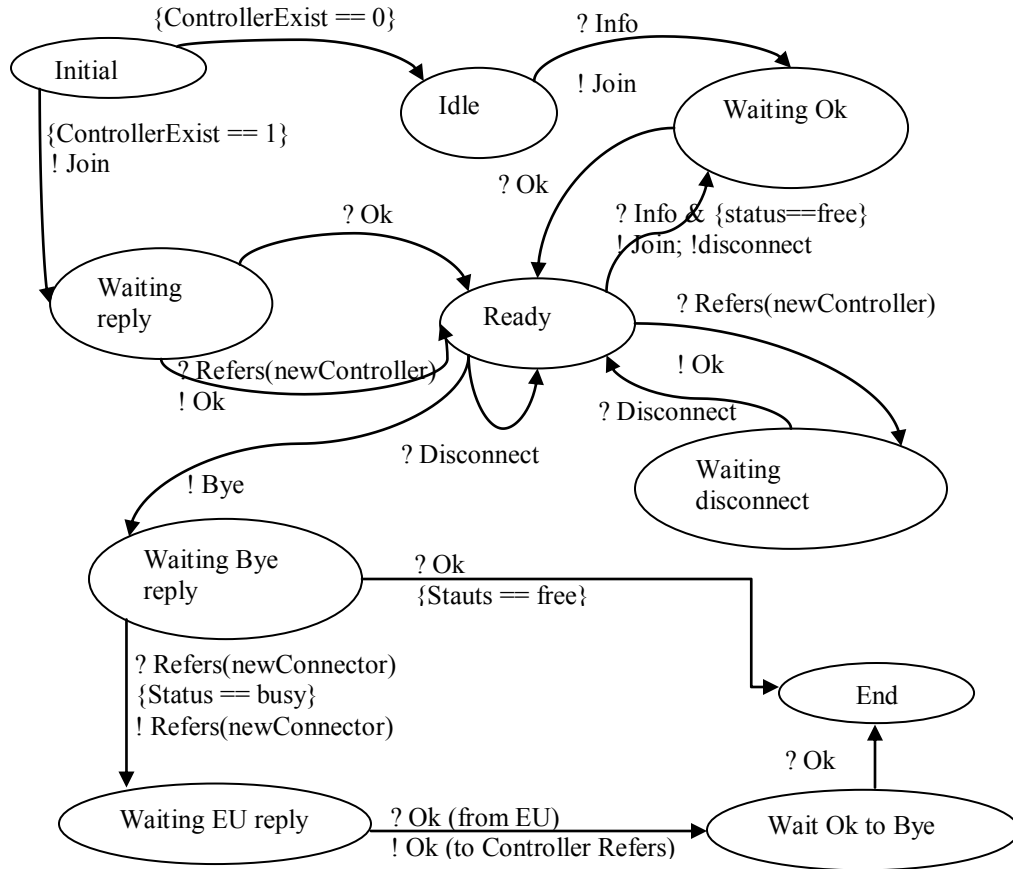 {ControllerExist == 0}
? Info
Initial
Idle
! Join
Waiting Ok
{ControllerExist == 1}
! Join
? Ok
? Ok
? Info & {status==free}
! Join; !disconnect
Waiting
reply
Ready
? Refers(newController)
? Refers(newController)
! Ok
! Ok
? Disconnect
? Disconnect
Waiting
disconnect
! Bye
Waiting Bye
reply
? Ok
{Stauts == free}
? Refers(newConnector)
{Status == busy}
! Refers(newConnector)
End
? Ok
Waiting EU reply
? Ok (from EU)
! Ok (to Controller Refers)
Wait Ok to Bye